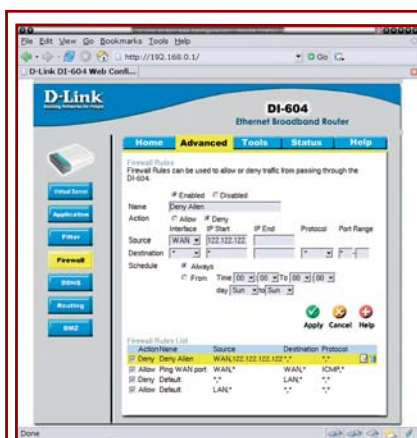 File Edit View Go Bookmarks Tools Help
http://192.168.0.1/ Go
D-Link DI-604 Web Confi...
D-Link
Building Networks for People
DI-604
Ethernet Broadband Router
Home Advanced Tools Status Help
Virtual Server
Application
Filter
Firewall
DDNS
Routing
DMZ
Firewall Rules
Firewall Rules can be used to allow or deny traffic from passing through the
DI-604.
Enabled Disabled
Name Deny Allen
Action Allow Deny
Interface IP Start IP End Protocol Port Range
Source WAN 122.122.122.
Destination * * * * -
Schedule Always
From Time 00 : 00 To 00 : 00
day Sun to Sun
Apply Cancel Help
Firewall Rules List
Action Name Source Destination Protocol
Deny Deny Allen WAN,122.122.122.122 *,* *,*
Allow Ping WAN port WAN,* WAN,* ICMP,*
Deny Default *,* LAN,* *,*
Allow Default LAN,* *,* *,*
Done